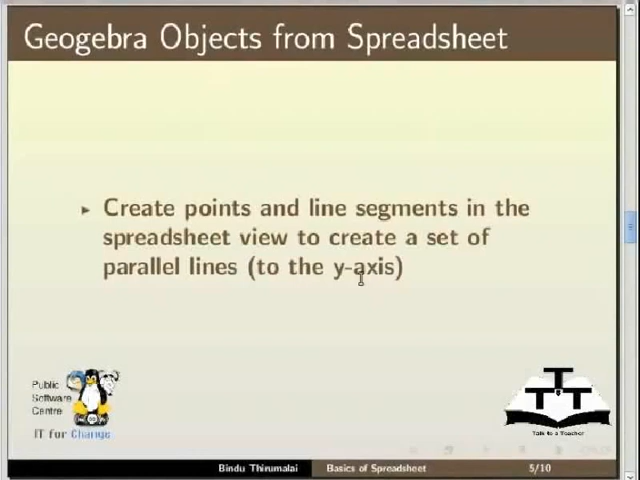 Geogebra Objects from Spreadsheet
Create points and line segments in the
spreadsheet view to create a set of
parallel lines (to the y-axis)
Public
Software
Centre
IT for Change
T T T
Talk to a Teacher
Bindu Thirumalai Basics of Spreadsheet 5/10